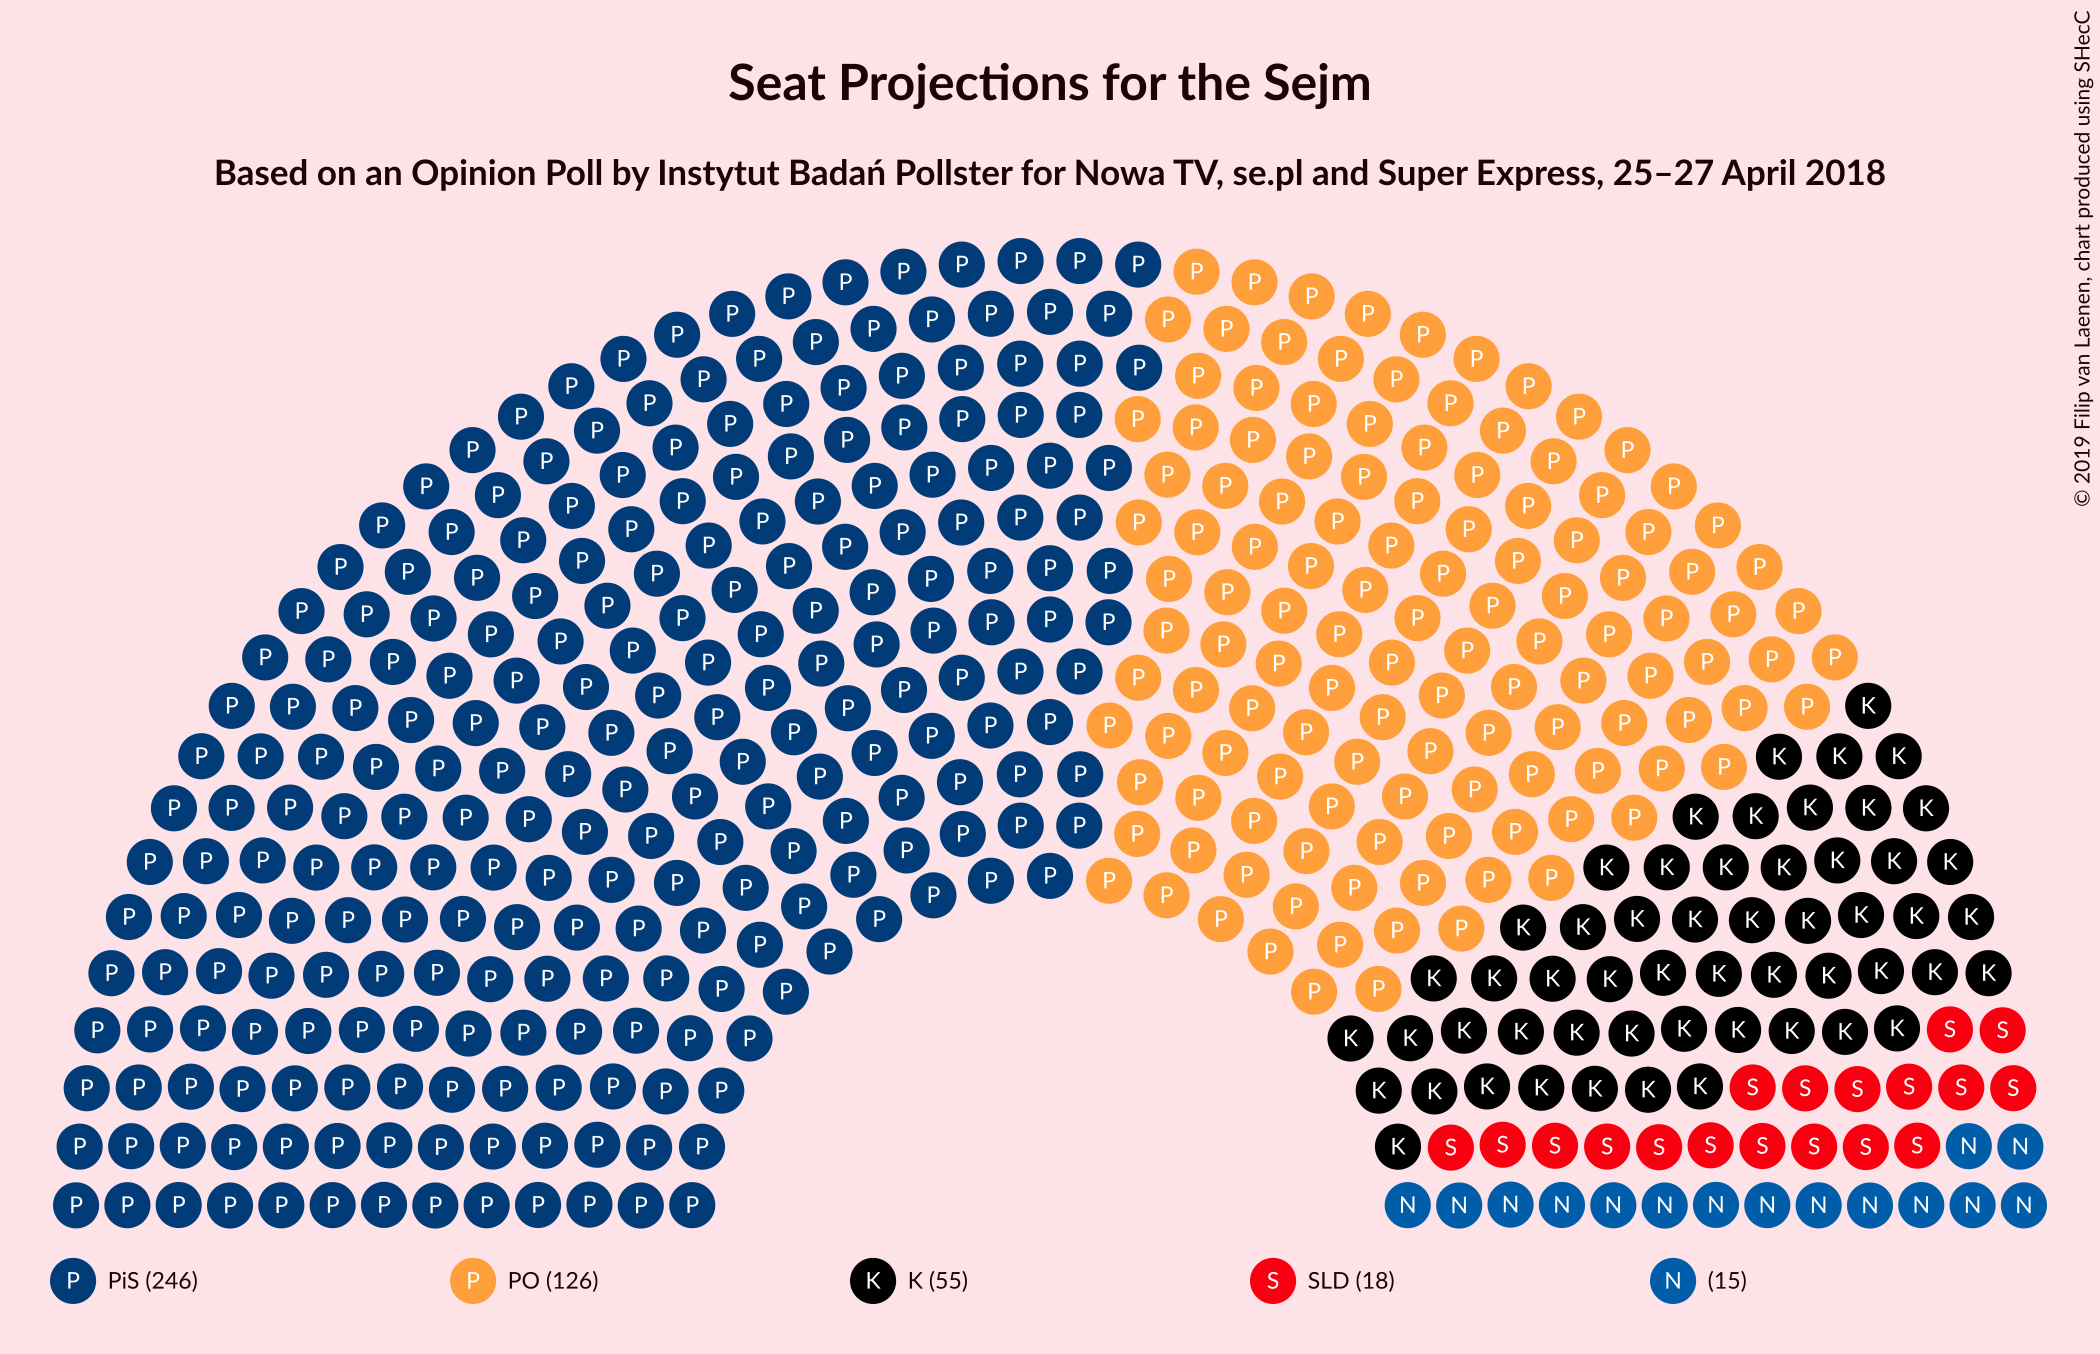 Seat Projections for the Sejm
Based on an Opinion Poll by Instytut Badań Pollster for Nowa TV, se.pl and Super Express, 25–27 April 2018
© 2019 Filip van Laenen, chart produced using SHecC
P PiS (246) P PO (126) K K (55) S SLD (18) N (15)